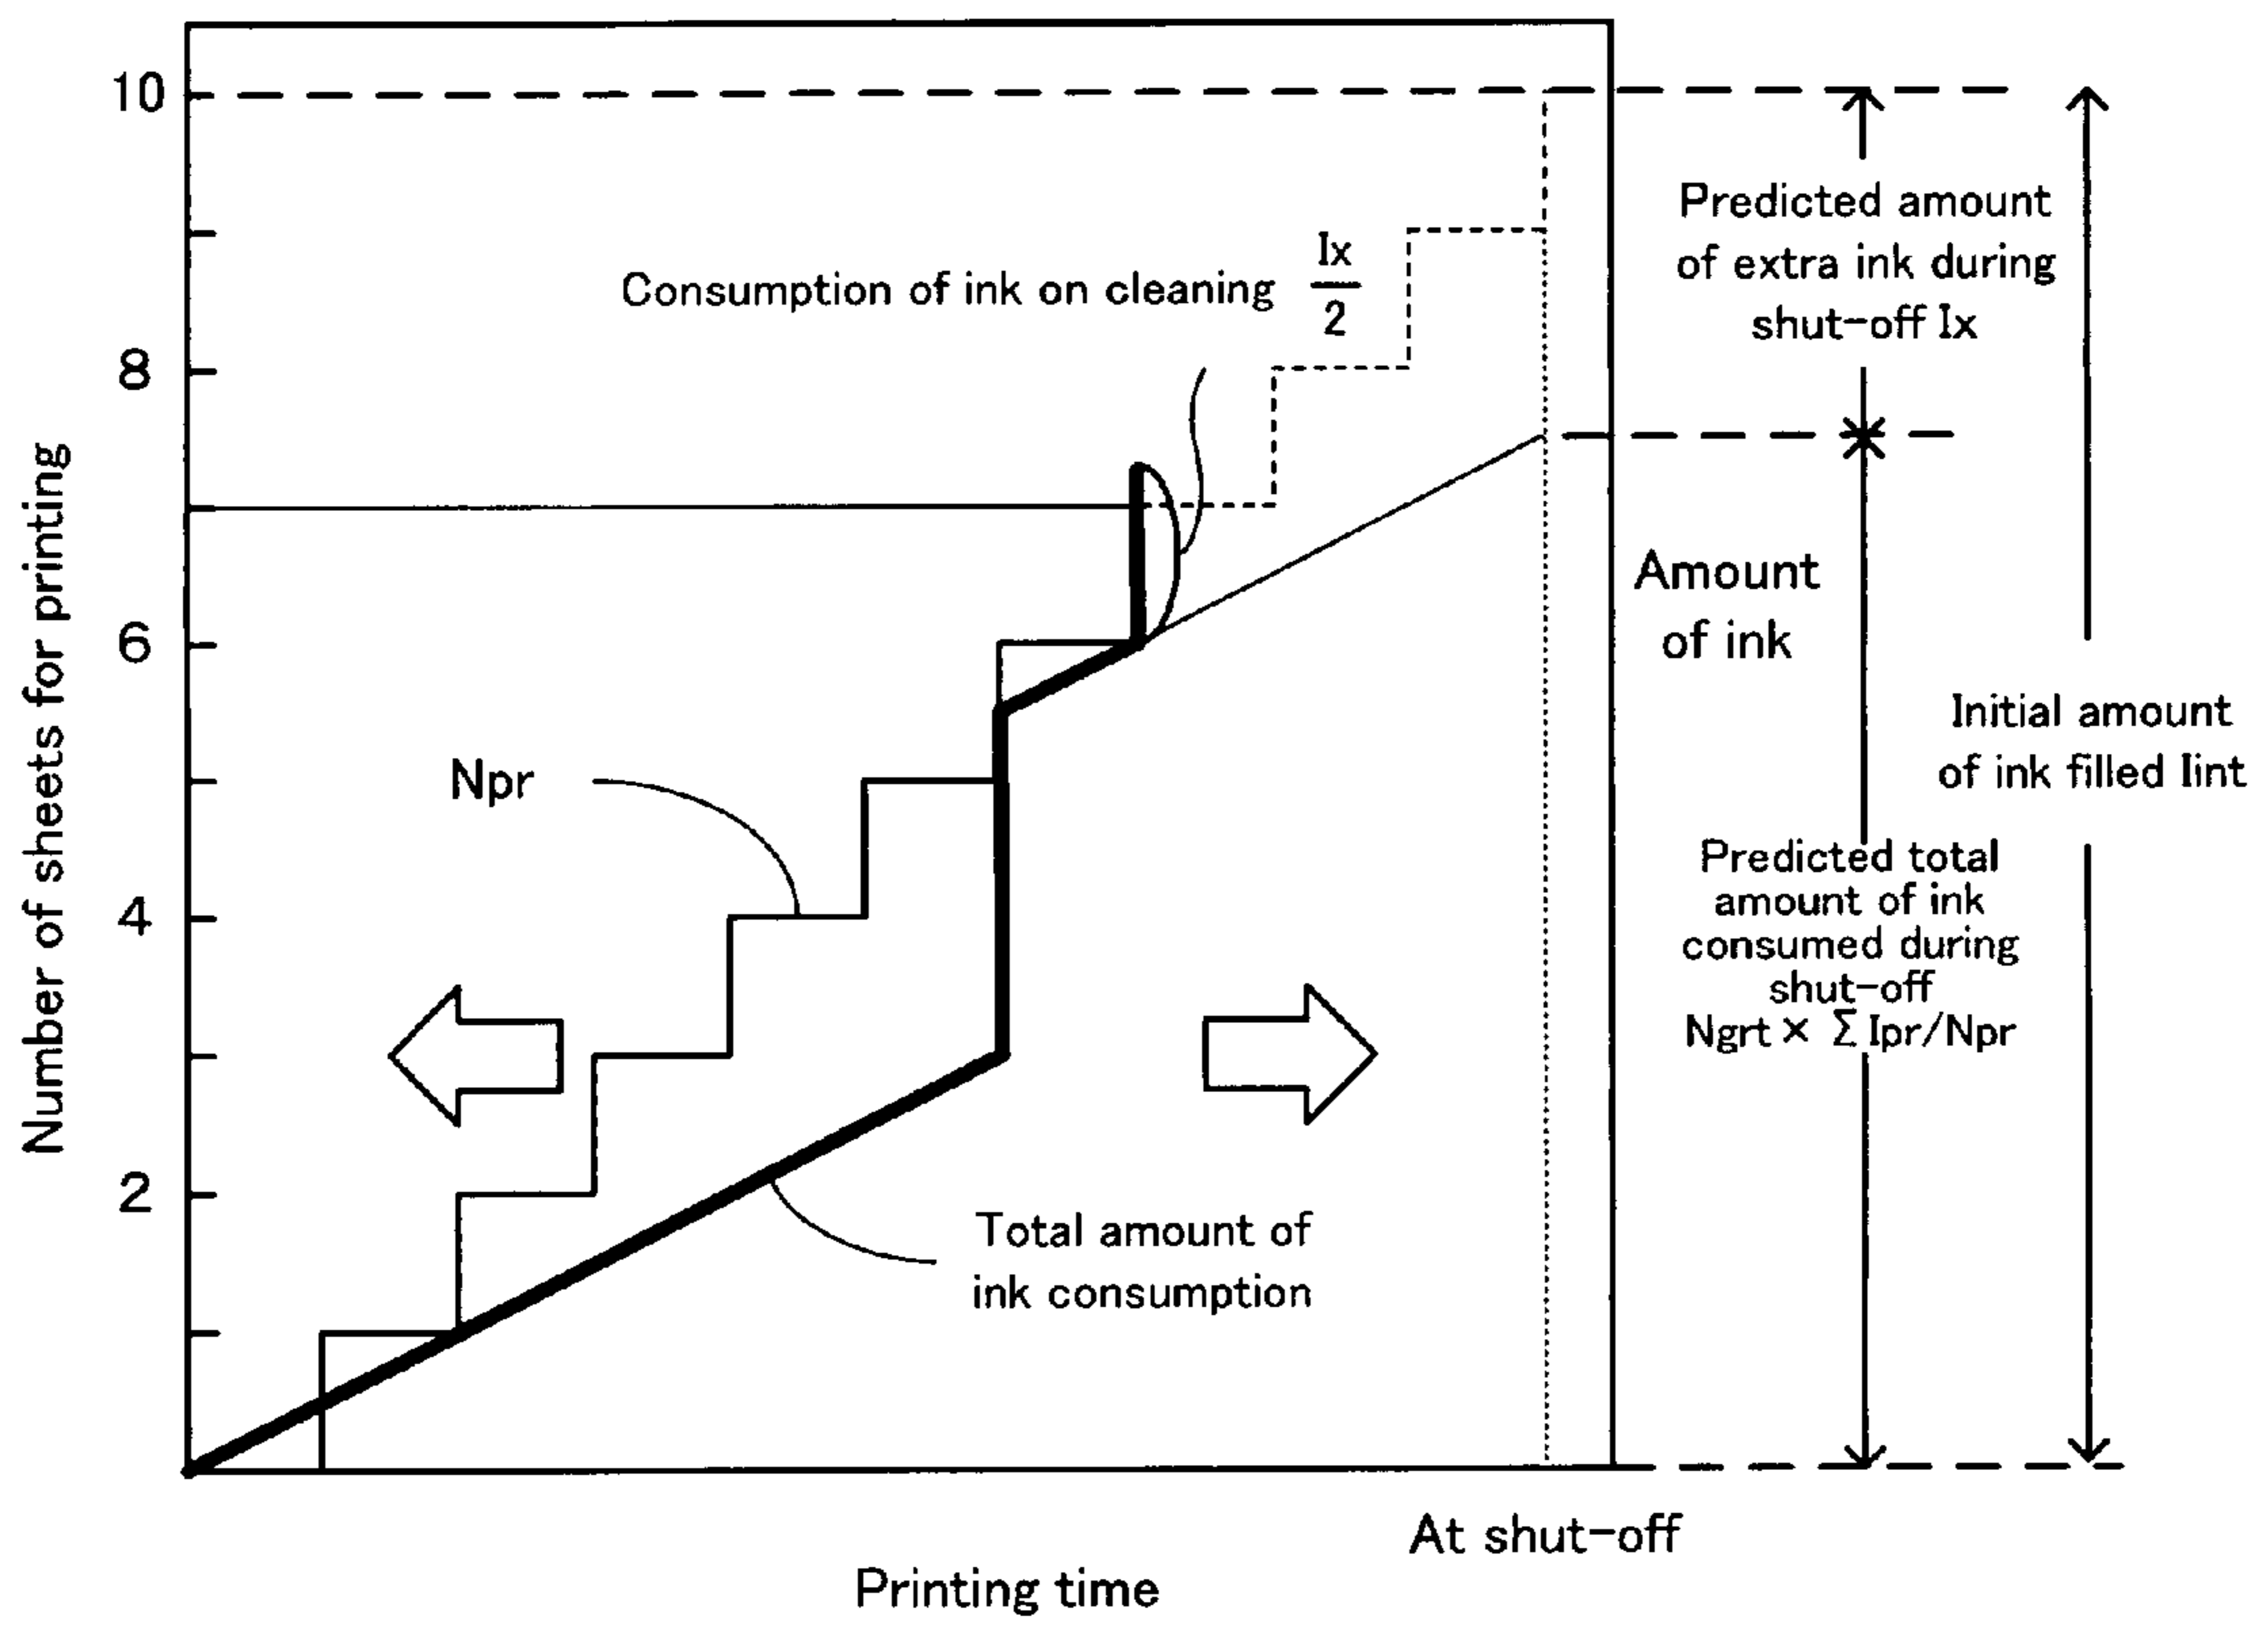 10
8
6
4
2
Number of sheets for printing
Consumption of ink on cleaning Ix/2
Npr
Total amount of
ink consumption
Predicted amount
of extra ink during
shut-off Ix
Amount
of ink
Initial amount
of ink filled Iint
Predicted total
amount of ink
consumed during
shut-off
Ngrt × Σ Ipr/Npr
At shut-off
Printing time